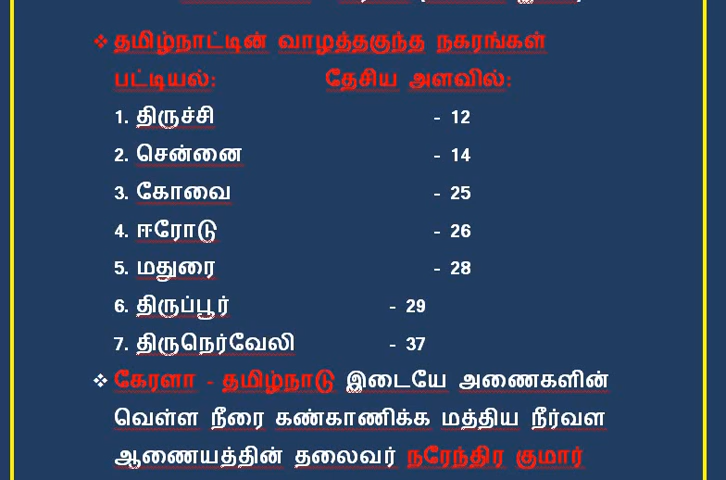 ❖ தமிழ்நாட்டின் வாழத்தகுந்த நகரங்கள்
பட்டியல்: தேசிய அளவில்:
1. திருச்சி - 12
2. சென்னை - 14
3. கோவை - 25
4. ஈரோடு - 26
5. மதுரை - 28
6. திருப்பூர் - 29
7. திருநெர்வேலி - 37
❖ கேரளா - தமிழ்நாடு இடையே அணைகளின்
வெள்ள நீரை கண்காணிக்க மத்திய நீர்வள
ஆணையத்தின் தலைவர் நரேந்திர குமார்